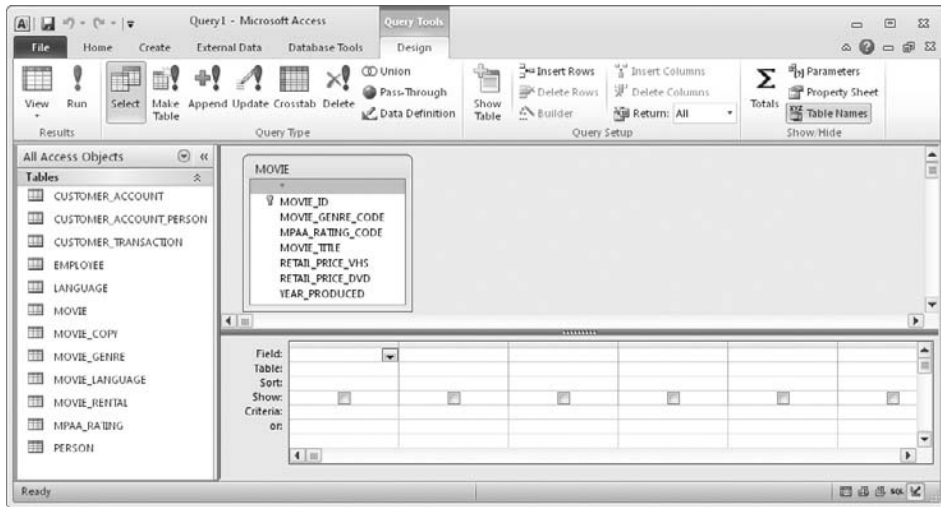 Query1 - Microsoft Access
Query Tools
File Home Create External Data Database Tools Design
View Run Select Make Table Append Update Crosstab Delete
Union
Pass-Through
Data Definition
Show Table
Insert Rows
Delete Rows
Builder
Insert Columns
Delete Columns
Return: All
Totals
Parameters
Property Sheet
Table Names
Results Query Type Query Setup Show/Hide
All Access Objects
Tables
CUSTOMER_ACCOUNT
CUSTOMER_ACCOUNT_PERSON
CUSTOMER_TRANSACTION
EMPLOYEE
LANGUAGE
MOVIE
MOVIE_COPY
MOVIE_GENRE
MOVIE_LANGUAGE
MOVIE_RENTAL
MPAA_RATING
PERSON
MOVIE
*
MOVIE_ID
MOVIE_GENRE_CODE
MPAA_RATING_CODE
MOVIE_TITLE
RETAIL_PRICE_VHS
RETAIL_PRICE_DVD
YEAR_PRODUCED
Field:
Table:
Sort:
Show:
Criteria:
or:
Ready
SQL